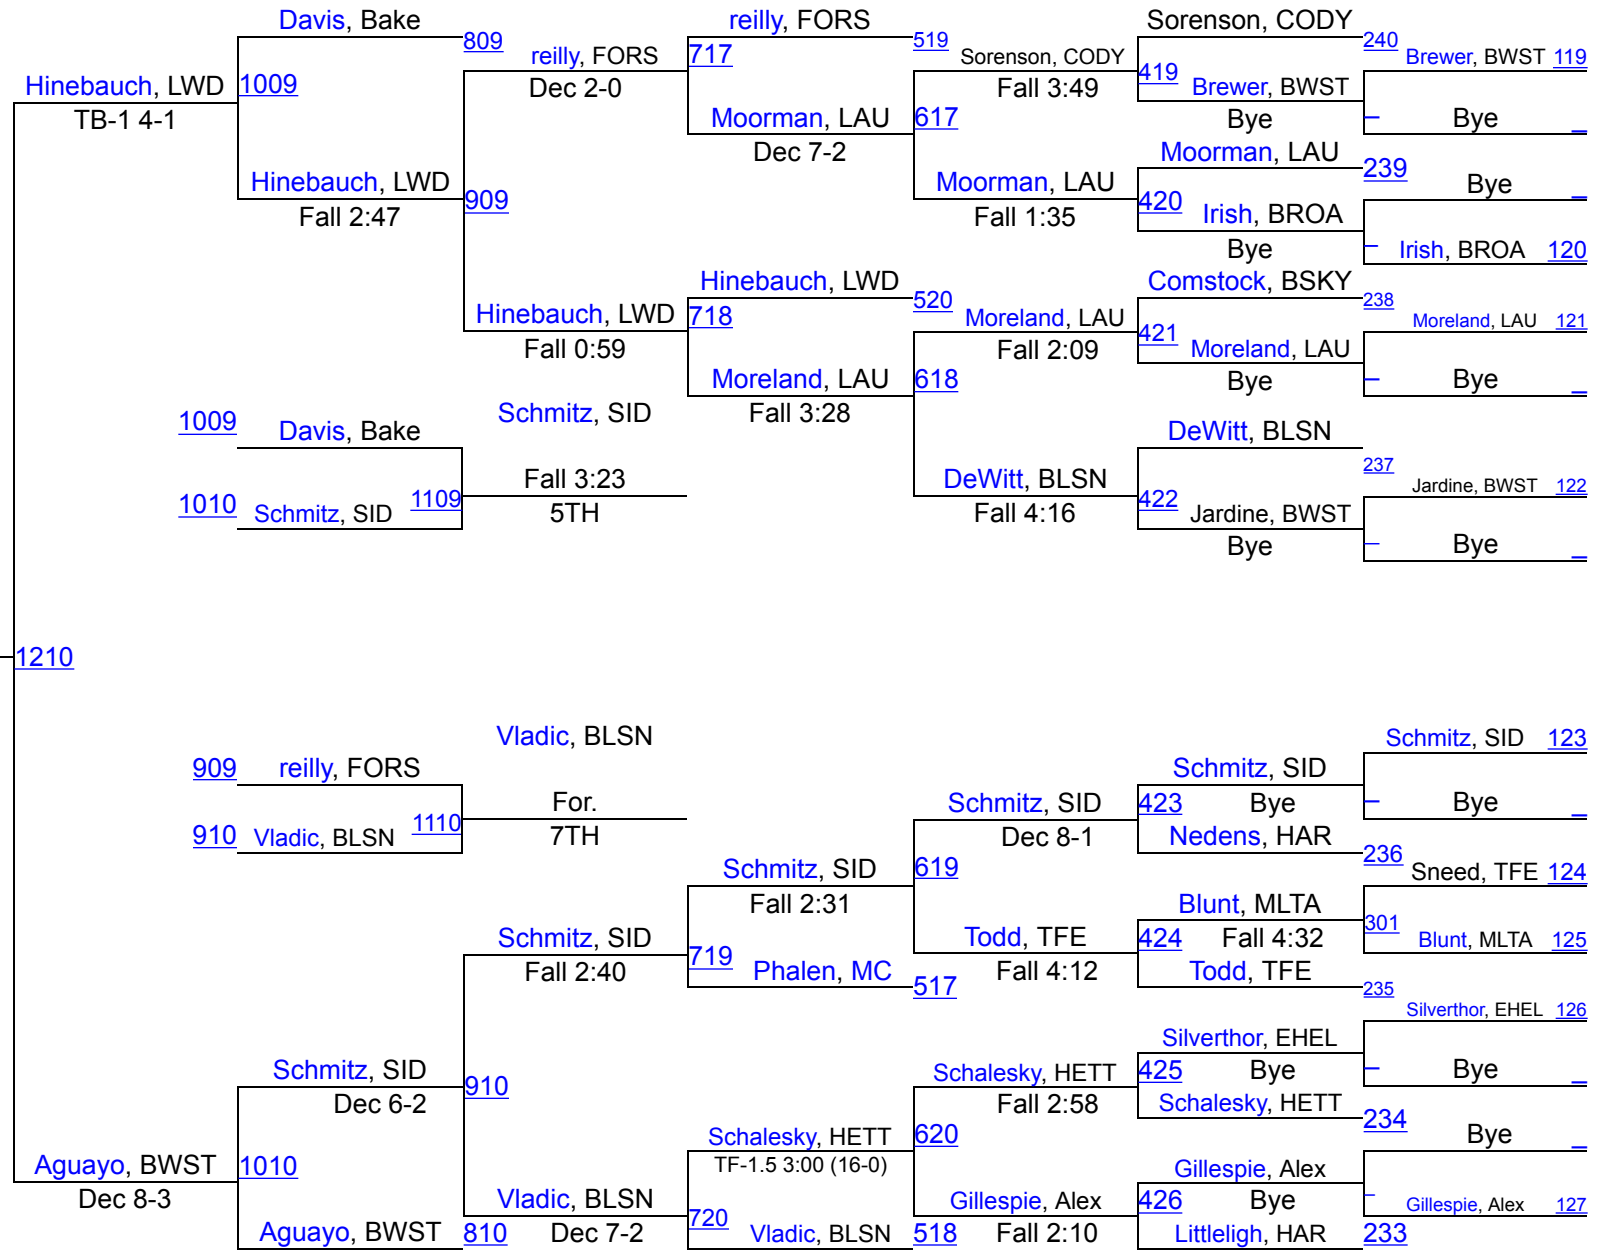 Davis, Bake
809
reilly, FORS
Dec 2-0
Hinebauch, LWD
TB-1 4-1
1009
Hinebauch, LWD
Fall 2:47
909
reilly, FORS
717
519
Moorman, LAU
Dec 7-2
Sorenson, CODY
Fall 3:49
617
Moorman, LAU
Fall 1:35
Sorenson, CODY
240
419
Brewer, BWST
Bye
Brewer, BWST 119
–
Bye
_
Moorman, LAU
239
420
Irish, BROA
Bye
Bye
_
–
Irish, BROA 120
Hinebauch, LWD
Fall 0:59
Hinebauch, LWD
520
718
Moreland, LAU
Fall 3:28
Moreland, LAU
Fall 2:09
618
DeWitt, BLSN
Fall 4:16
Comstock, BSKY
238
421
Moreland, LAU
Bye
Moreland, LAU 121
–
Bye
_
DeWitt, BLSN
237
422
Jardine, BWST
Bye
Jardine, BWST 122
–
Bye
_
1009
Davis, Bake
1010
Schmitz, SID
1109
Schmitz, SID
Fall 3:23
5TH
1210
909
reilly, FORS
910
Vladic, BLSN
1110
Vladic, BLSN
For.
7TH
Schmitz, SID 123
–
Bye
_
Schmitz, SID
423
Bye
Nedens, HAR
236
Schmitz, SID
Dec 8-1
619
Schmitz, SID
Fall 2:31
Sneed, TFE 124
301
Blunt, MLTA 125
Blunt, MLTA
424
Fall 4:32
Todd, TFE
235
Todd, TFE
Fall 4:12
Schmitz, SID
Fall 2:40
719
Phalen, MC
517
Silverthor, EHEL 126
–
Bye
_
Silverthor, EHEL
425
Bye
Schalesky, HETT
234
Schalesky, HETT
Fall 2:58
620
Schmitz, SID
Dec 6-2
910
Schalesky, HETT
TF-1.5 3:00 (16-0)
Bye
_
–
Gillespie, Alex 127
Gillespie, Alex
426
Bye
Littleligh, HAR
233
Gillespie, Alex
Fall 2:10
Aguayo, BWST
Dec 8-3
1010
Vladic, BLSN
Dec 7-2
720
Vladic, BLSN
518
Aguayo, BWST
810